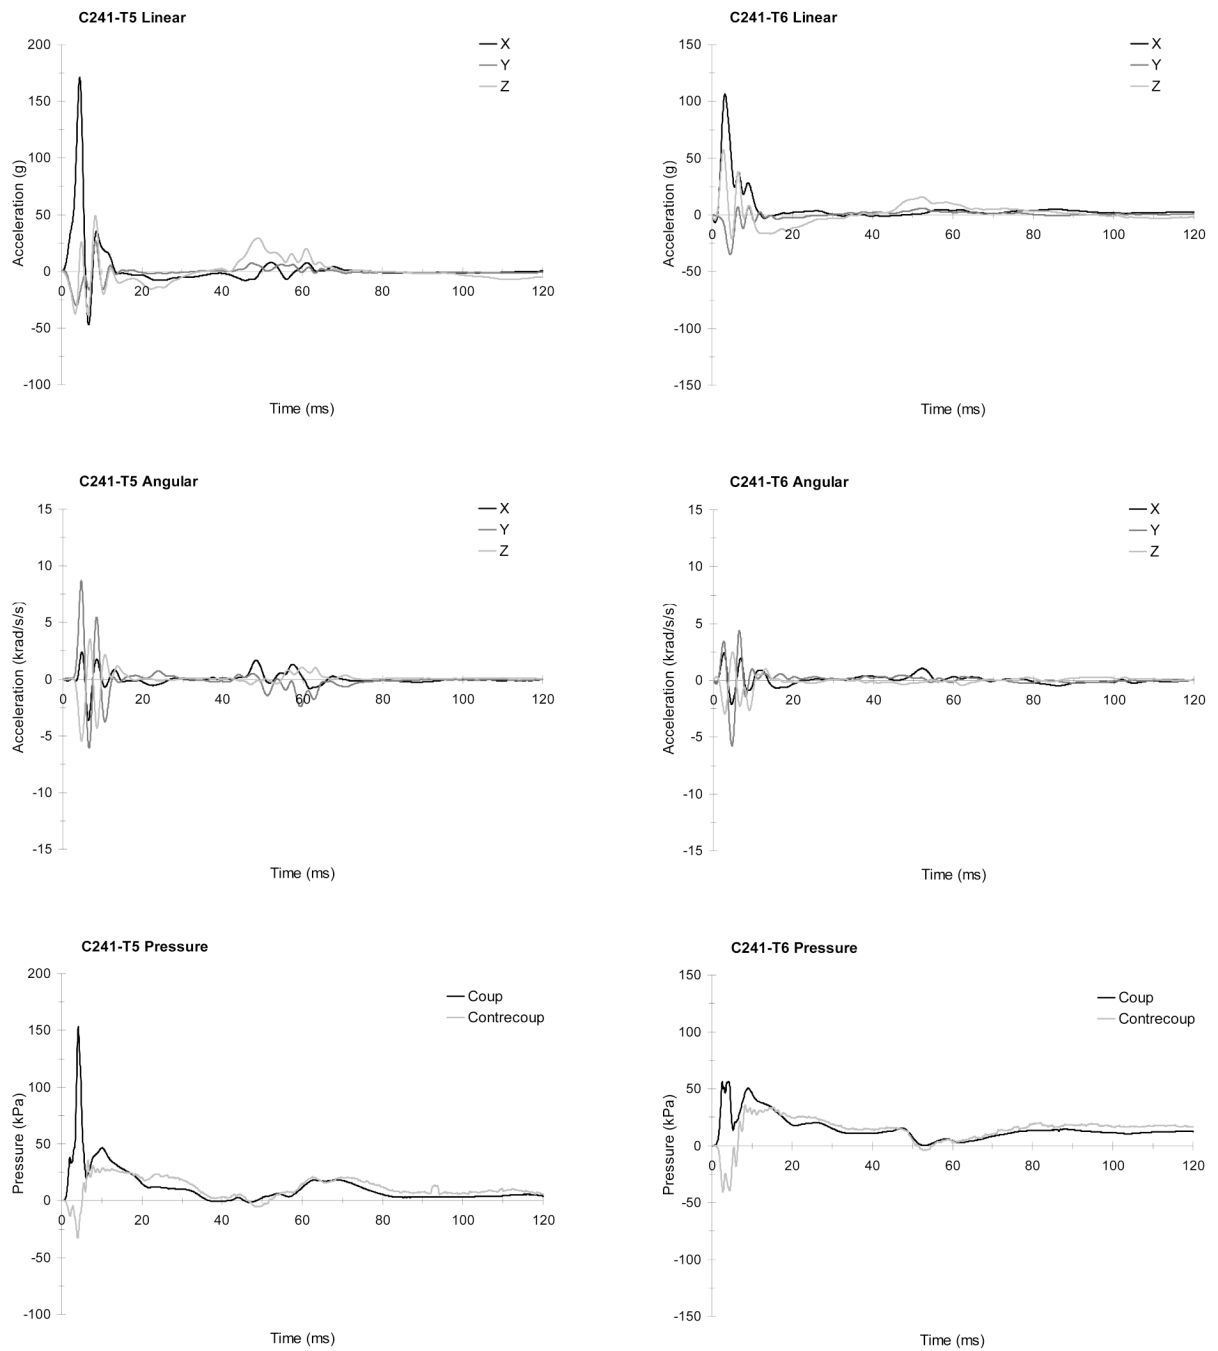 C241-T5 Linear
200
150
100
50
0
-50
-100
0 20 40 60 80 100 120
Acceleration (g)
Time (ms)
X
Y
Z
C241-T6 Linear
150
100
50
0
-50
-100
-150
0 20 40 60 80 100 120
Acceleration (g)
Time (ms)
X
Y
Z
C241-T5 Angular
15
10
5
0
-5
-10
-15
0 20 40 60 80 100 120
Acceleration (krad/s/s)
Time (ms)
X
Y
Z
C241-T6 Angular
15
10
5
0
-5
-10
-15
0 20 40 60 80 100 120
Acceleration (krad/s/s)
Time (ms)
X
Y
Z
C241-T5 Pressure
200
150
100
50
0
-50
-100
0 20 40 60 80 100 120
Pressure (kPa)
Time (ms)
Coup
Contrecoup
C241-T6 Pressure
150
100
50
0
-50
-100
-150
0 20 40 60 80 100 120
Pressure (kPa)
Time (ms)
Coup
Contrecoup